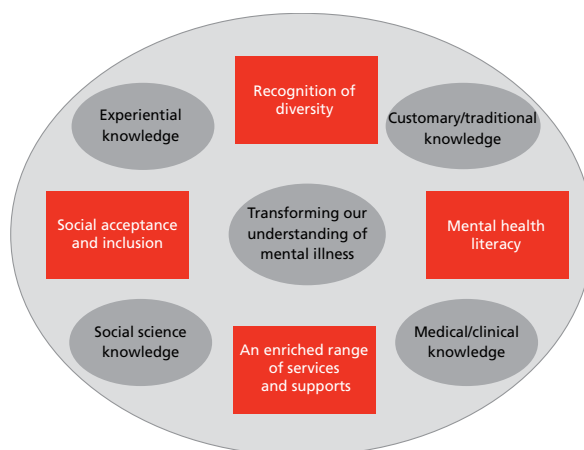 Recognition of
diversity
Experiential
knowledge
Customary/traditional
knowledge
Social acceptance
and inclusion
Transforming our
understanding of
mental illness
Mental health
literacy
Social science
knowledge
An enriched range
of services
and supports
Medical/clinical
knowledge